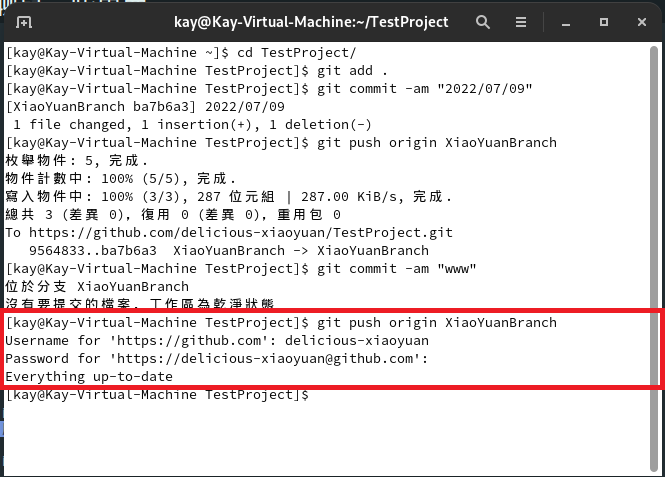 kay@Kay-Virtual-Machine:~/TestProject
[kay@Kay-Virtual-Machine ~]$ cd TestProject/
[kay@Kay-Virtual-Machine TestProject]$ git add .
[kay@Kay-Virtual-Machine TestProject]$ git commit -am "2022/07/09"
[XiaoYuanBranch ba7b6a3] 2022/07/09
 1 file changed, 1 insertion(+), 1 deletion(-)
[kay@Kay-Virtual-Machine TestProject]$ git push origin XiaoYuanBranch
枚舉物件: 5, 完成.
物件計數中: 100% (5/5), 完成.
寫入物件中: 100% (3/3), 287 位元組 | 287.00 KiB/s, 完成.
總共 3 (差異 0), 復用 0 (差異 0), 重用包 0
To https://github.com/delicious-xiaoyuan/TestProject.git
   9564833..ba7b6a3  XiaoYuanBranch -> XiaoYuanBranch
[kay@Kay-Virtual-Machine TestProject]$ git commit -am "www"
位於分支 XiaoYuanBranch
沒有要提交的檔案, 工作區為乾淨狀態
[kay@Kay-Virtual-Machine TestProject]$ git push origin XiaoYuanBranch
Username for 'https://github.com': delicious-xiaoyuan
Password for 'https://delicious-xiaoyuan@github.com':
Everything up-to-date
[kay@Kay-Virtual-Machine TestProject]$